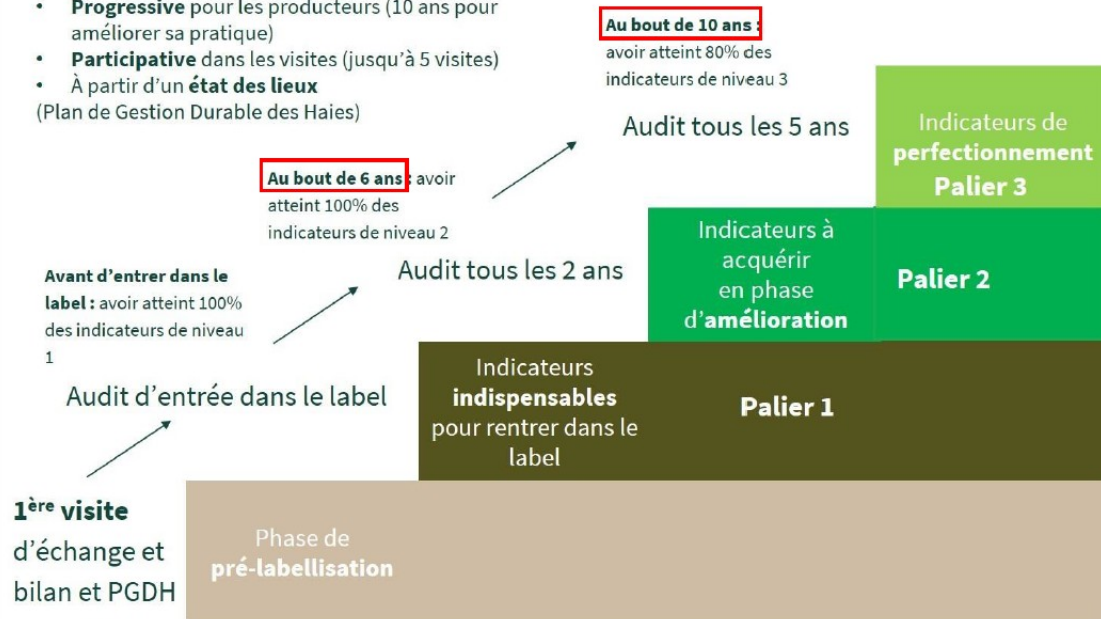 • Progressive pour les producteurs (10 ans pour
améliorer sa pratique)
• Participative dans les visites (jusqu'à 5 visites)
• À partir d'un état des lieux
(Plan de Gestion Durable des Haies)
Au bout de 10 ans :
avoir atteint 80% des
indicateurs de niveau 3
Audit tous les 5 ans
Indicateurs de
perfectionnement
Palier 3
Au bout de 6 ans : avoir
atteint 100% des
indicateurs de niveau 2
Audit tous les 2 ans
Indicateurs à
acquérir
en phase
d'amélioration
Palier 2
Avant d'entrer dans le
label : avoir atteint 100%
des indicateurs de niveau
1
Audit d'entrée dans le label
Indicateurs
indispensables
pour rentrer dans le
label
Palier 1
1ère visite
d'échange et
bilan et PGDH
Phase de
pré-labellisation